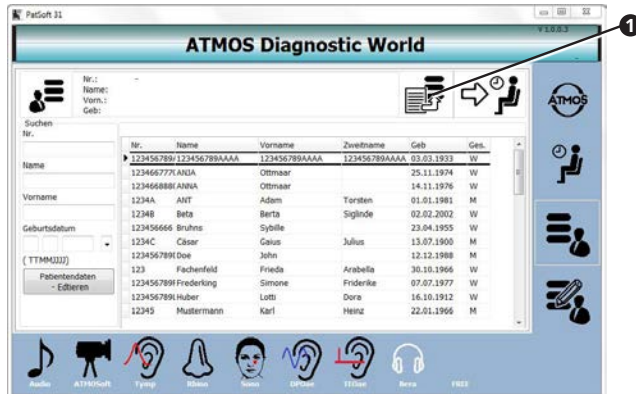 PatSoft 31
V 1.0.0.3
ATMOS Diagnostic World
1
Nr.: -
Name:
Vorn.:
Geb:
ATMOS
Suchen
Nr.
Name
Vorname
Geburtsdatum
( TTMMJJJJ)
Patientendaten
- Edtieren
Nr. Name Vorname Zweitname Geb Ges.
123456789/ 123456789AAAA 123456789AAAA 123456789AAAA 03.03.1933 W
ANJA Ottmaar 25.11.1974 W
ANNA Ottmaar 14.11.1976 W
1234A ANT Adam Torsten 01.01.1981 M
1234B Beta Berta Siglinde 02.02.2002 W
123456666 Bruhns Sybille 23.04.1955 W
1234C Cäsar Gaius Julius 13.07.1900 M
Doe John 12.12.1988 M
123 Fachenfeld Frieda Arabella 30.10.1966 W
Frederking Simone Friderike 07.07.1977 W
Huber Lotti Dora 16.10.1912 W
12345 Mustermann Karl Heinz 22.01.1966 M
Audio ATMOSoft Tymp Rhino Sono DPOae TEOae Bera FREE